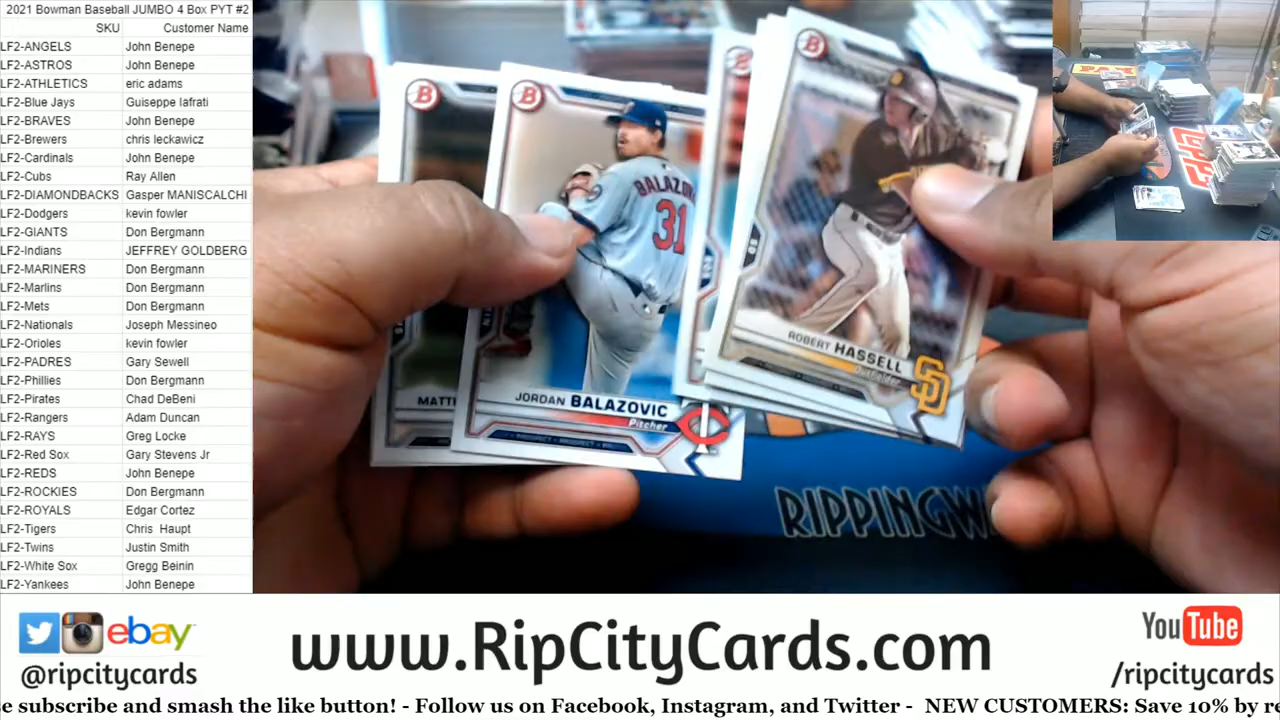 2021 Bowman Baseball JUMBO 4 Box PYT #2
SKU Customer Name
LF2-ANGELS John Benepe
LF2-ASTROS John Benepe
LF2-ATHLETICS eric adams
LF2-Blue Jays Guiseppe Iafrati
LF2-BRAVES John Benepe
LF2-Brewers chris leckawicz
LF2-Cardinals John Benepe
LF2-Cubs Ray Allen
LF2-DIAMONDBACKS Gasper MANISCALCHI
LF2-Dodgers kevin fowler
LF2-GIANTS Don Bergmann
LF2-Indians JEFFREY GOLDBERG
LF2-MARINERS Don Bergmann
LF2-Marlins Don Bergmann
LF2-Mets Don Bergmann
LF2-Nationals Joseph Messineo
LF2-Orioles kevin fowler
LF2-PADRES Gary Sewell
LF2-Phillies Don Bergmann
LF2-Pirates Chad DeBeni
LF2-Rangers Adam Duncan
LF2-RAYS Greg Locke
LF2-Red Sox Gary Stevens Jr
LF2-REDS John Benepe
LF2-ROCKIES Don Bergmann
LF2-ROYALS Edgar Cortez
LF2-Tigers Chris Haupt
LF2-Twins Justin Smith
LF2-White Sox Gregg Beinin
LF2-Yankees John Benepe
B
B
B
B
BALAZOV
31
MATT
JORDAN BALAZOVIC
Pitcher
ROBERT HASSELL
Outfielder
SD
RIPPINGW
ebay
@ripcitycards
www.RipCityCards.com
YouTube
/ripcitycards
e subscribe and smash the like button! - Follow us on Facebook, Instagram, and Twitter - NEW CUSTOMERS: Save 10% by re